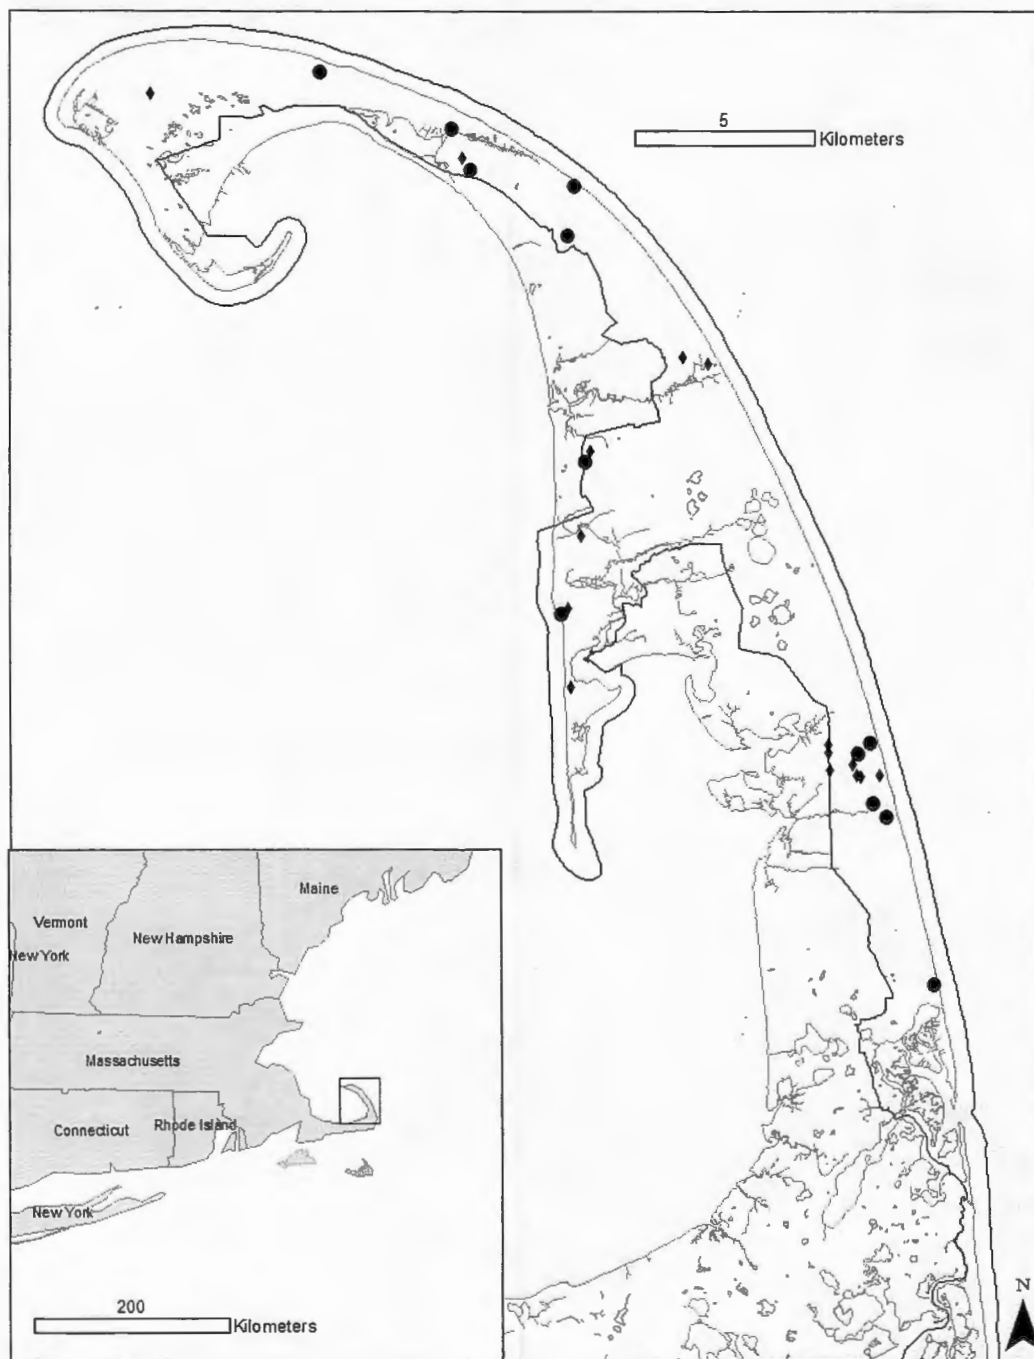 5
Kilometers
Maine
Vermont
New Hampshire
New York
Massachusetts
Connecticut
Rhode Island
New York
200
Kilometers
N